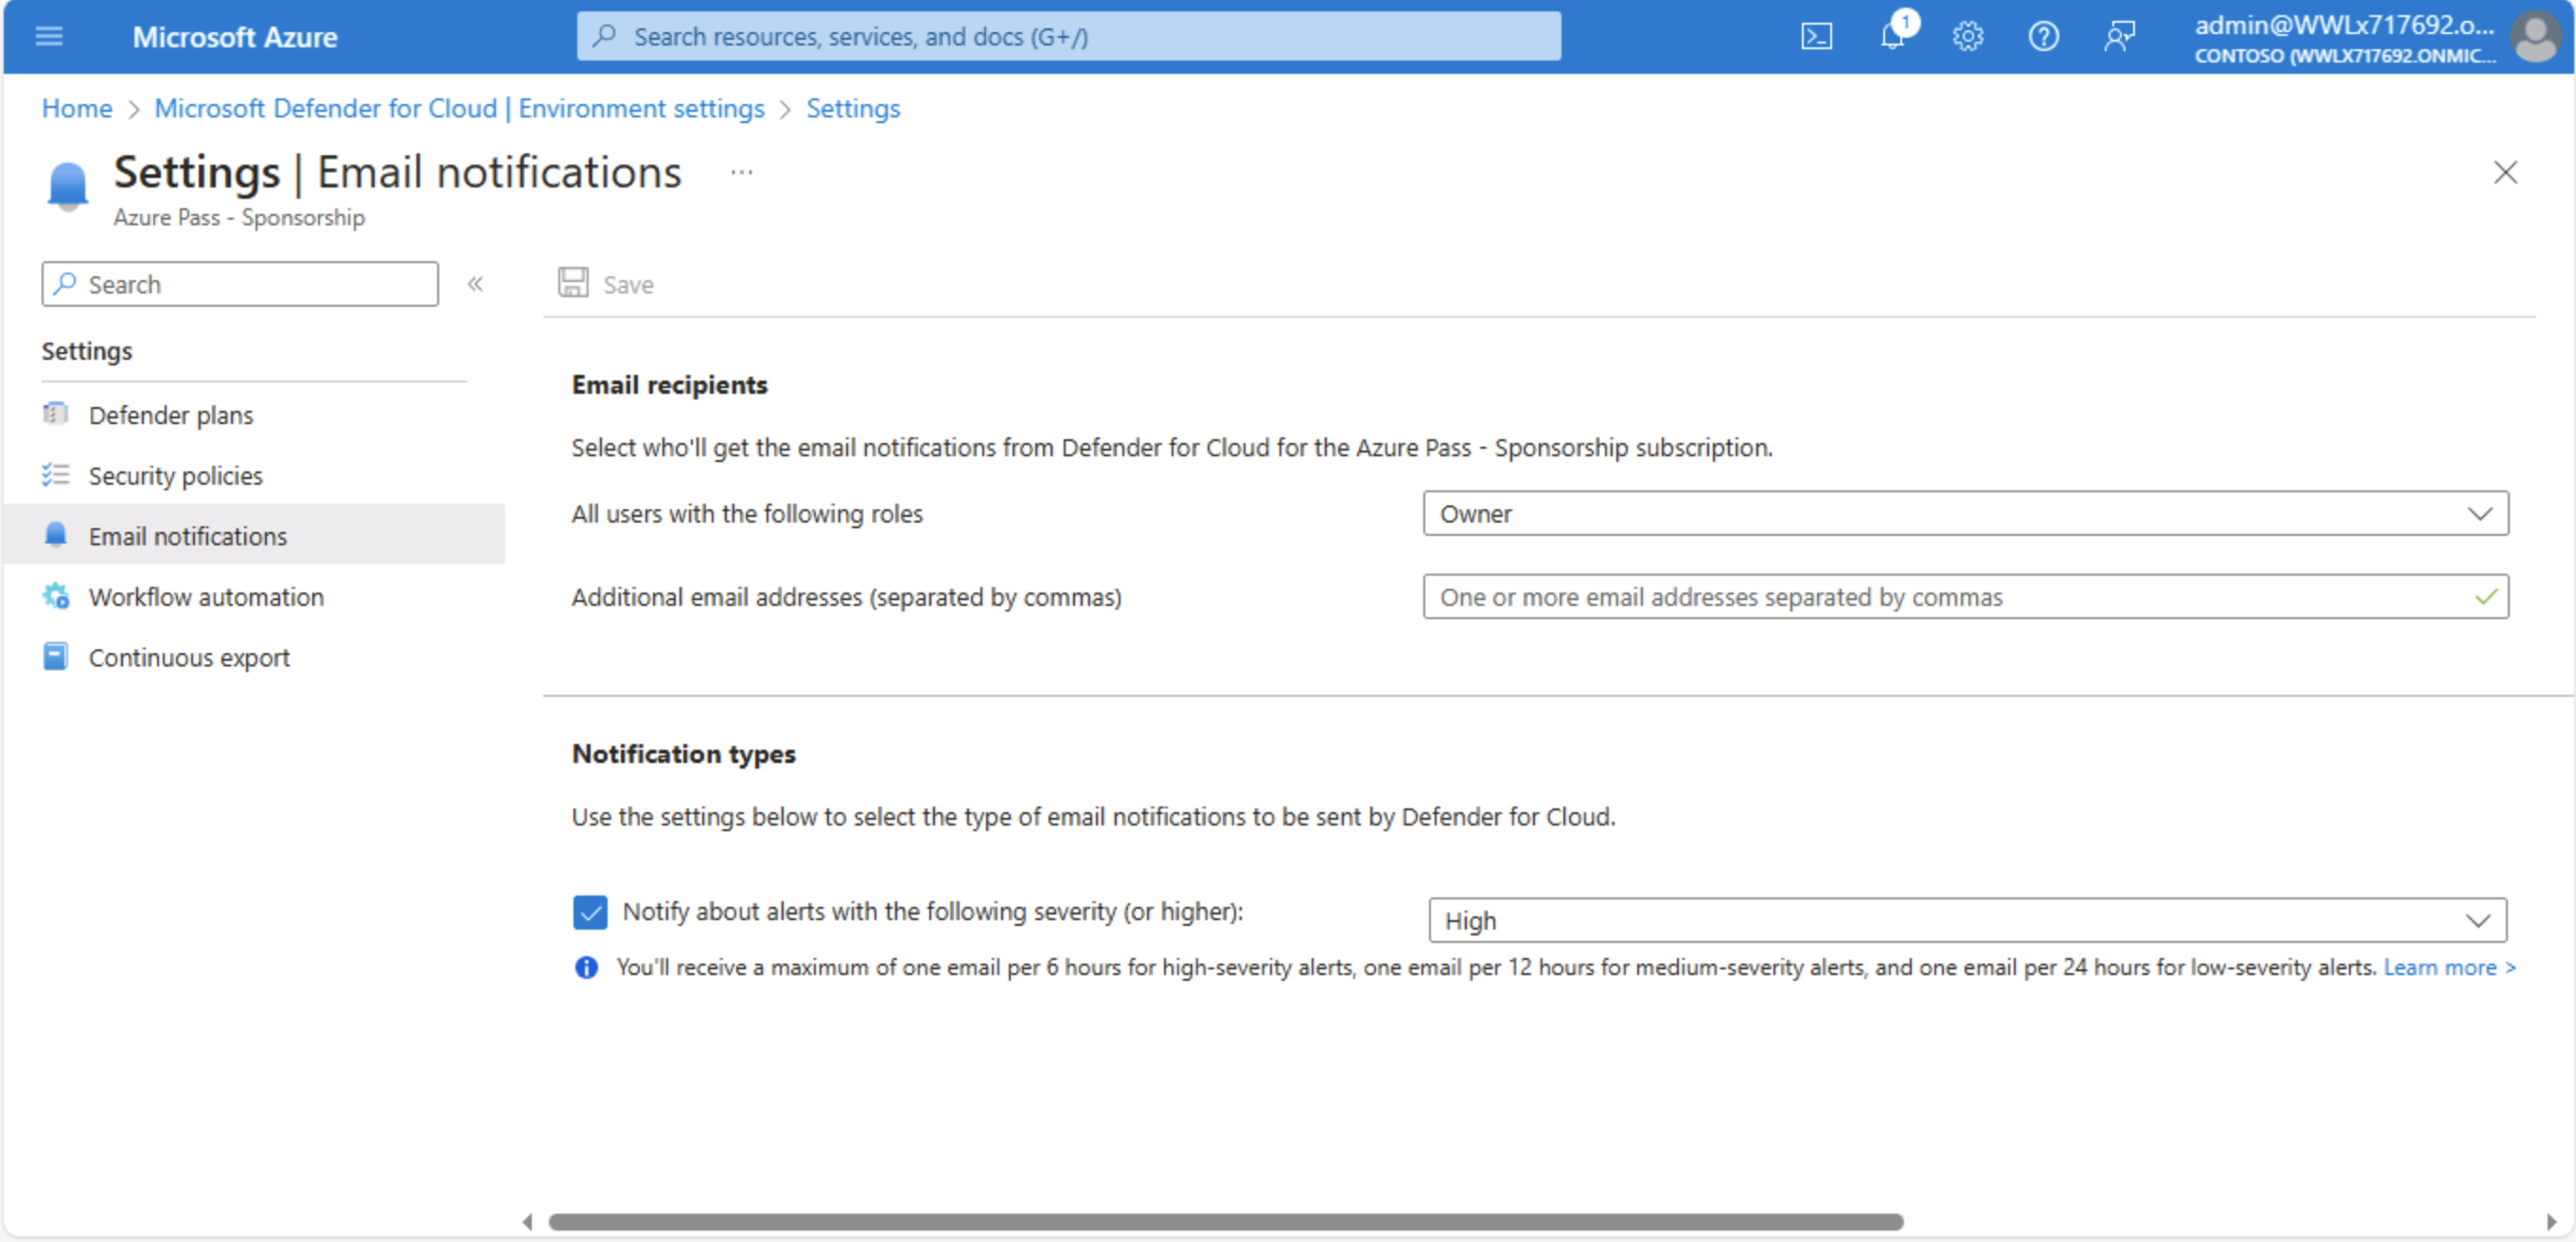 Microsoft Azure
Search resources, services, and docs (G+/)
1
admin@WWLx717692.o...
CONTOSO (WWLX717692.ONMIC...
Home > Microsoft Defender for Cloud | Environment settings > Settings
Settings | Email notifications ...
Azure Pass - Sponsorship
Search
«
Save
Settings
Defender plans
Security policies
Email notifications
Workflow automation
Continuous export
Email recipients
Select who'll get the email notifications from Defender for Cloud for the Azure Pass - Sponsorship subscription.
All users with the following roles
Owner
Additional email addresses (separated by commas)
One or more email addresses separated by commas
Notification types
Use the settings below to select the type of email notifications to be sent by Defender for Cloud.
Notify about alerts with the following severity (or higher):
High
You'll receive a maximum of one email per 6 hours for high-severity alerts, one email per 12 hours for medium-severity alerts, and one email per 24 hours for low-severity alerts. Learn more >